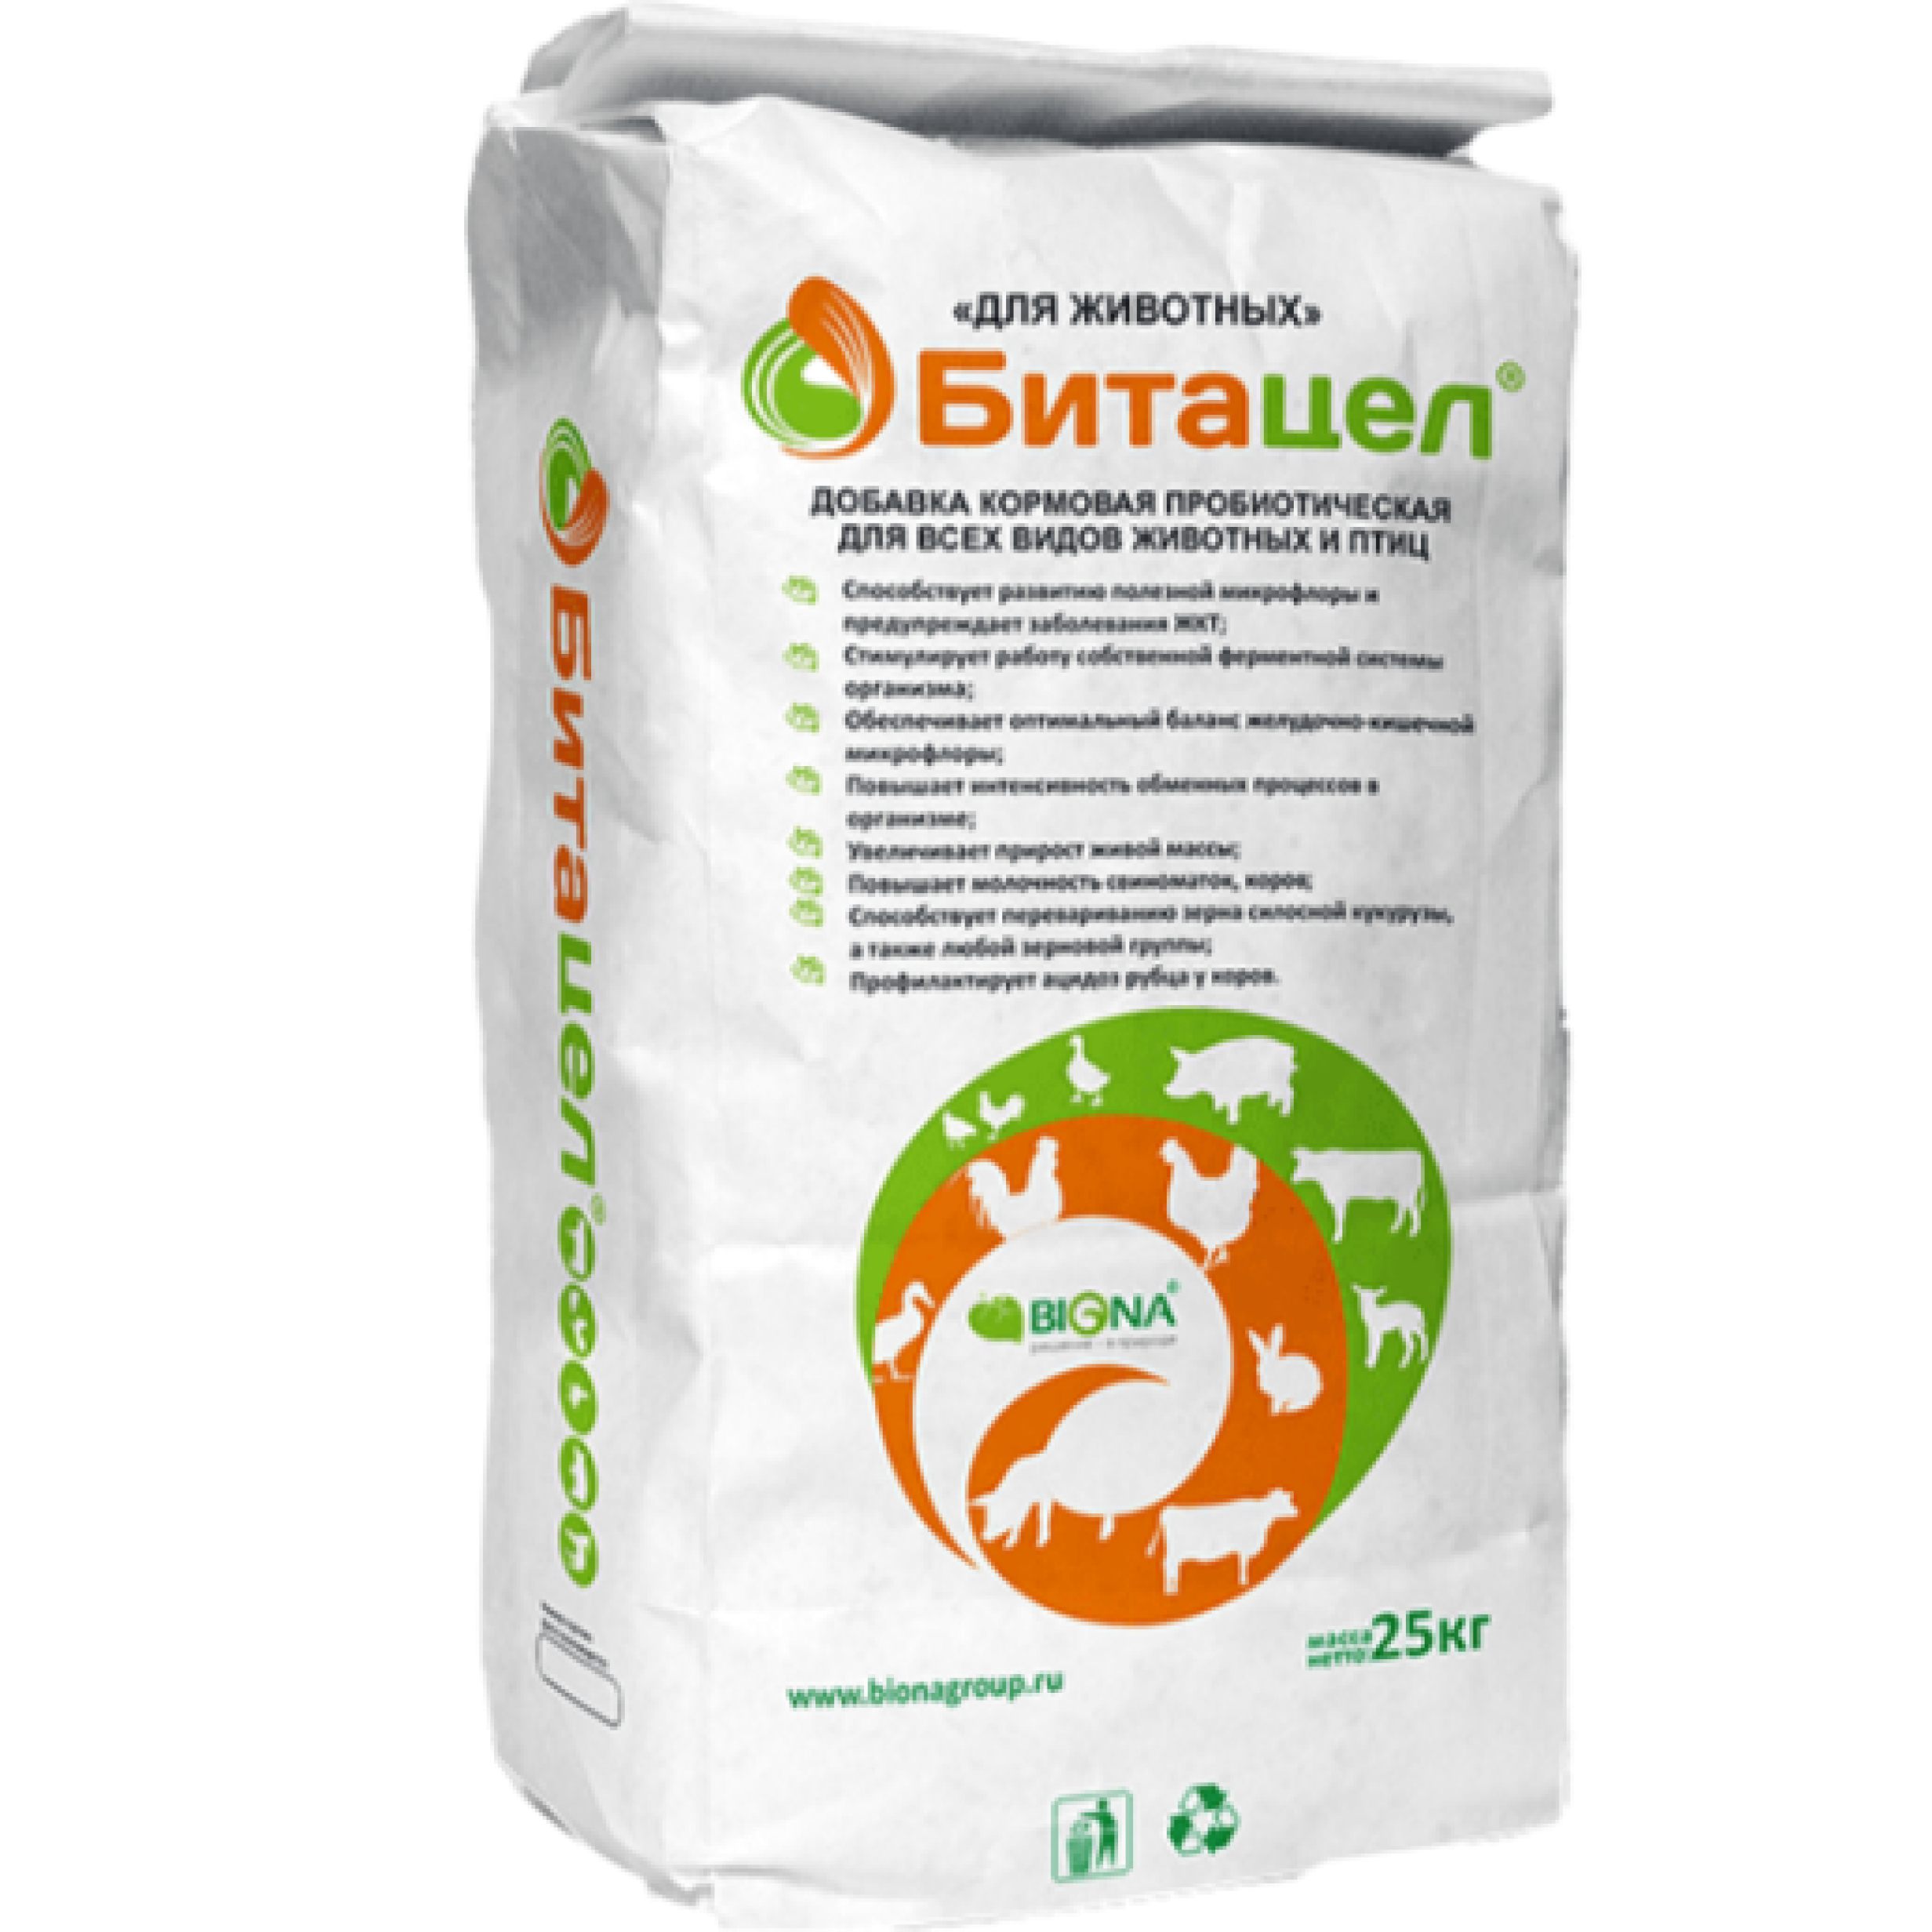 «ДЛЯ ЖИВОТНЫХ»
Битацел®
ДОБАВКА КОРМОВАЯ ПРОБИОТИЧЕСКАЯ
ДЛЯ ВСЕХ ВИДОВ ЖИВОТНЫХ И ПТИЦ
Способствует развитию полезной микрофлоры и
предупреждает заболевания ЖКТ;
Стимулирует работу собственной ферментной системы
организма;
Обеспечивает оптимальный баланс желудочно-кишечной
микрофлоры;
Повышает интенсивность обменных процессов в
организме;
Увеличивает прирост живой массы;
Повышает молочность свиноматок, коров;
Способствует перевариванию зерна силосной кукурузы,
а также любой зерновой группы;
Профилактирует ацидоз рубца у коров.
BIONA®
масса
нетто: 25кг
www.bionagroup.ru
Битацел®